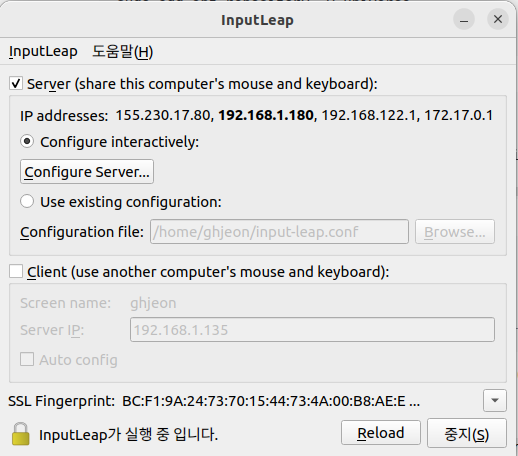 InputLeap
InputLeap 도움말(H)
Server (share this computer's mouse and keyboard):
IP addresses: 155.230.17.80, 192.168.1.180, 192.168.122.1, 172.17.0.1
Configure interactively:
Configure Server...
Use existing configuration:
Configuration file: /home/ghjeon/input-leap.conf Browse...
Client (use another computer's mouse and keyboard):
Screen name: ghjeon
Server IP: 192.168.1.135
Auto config
SSL Fingerprint: BC:F1:9A:24:73:70:15:44:73:4A:00:B8:AE:E ...
InputLeap가 실행 중 입니다. Reload 중지(S)